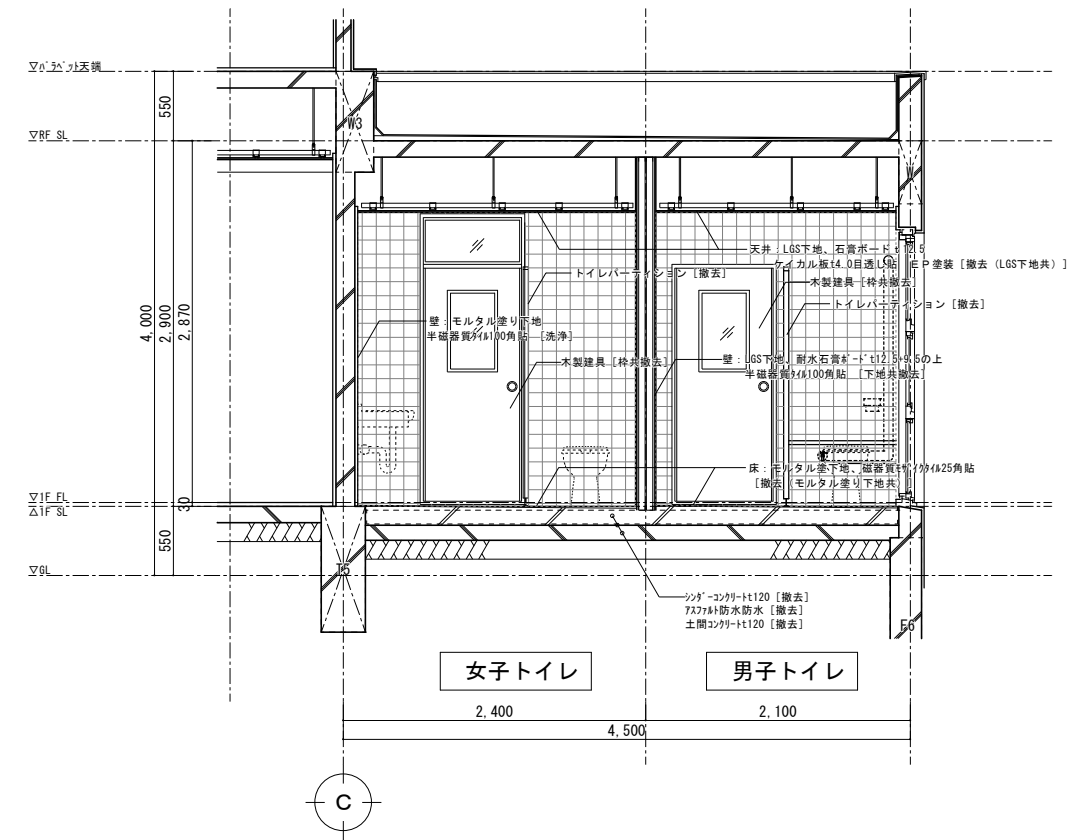 ▽ﾊﾟﾗﾍﾟｯﾄ天端
550
W3
▽RF SL
天井：LGS下地、石膏ボードt12.5
ケイカル板t4.0目透し貼　EP塗装［撤去（LGS下地共）］
トイレパーティション［撤去］
木製建具［枠共撤去］
トイレパーティション［撤去］
4,000
2,900
2,870
壁：モルタル塗り下地
半磁器質ﾀｲﾙ100角貼　［洗浄］
木製建具［枠共撤去］
壁：LGS下地、耐水石膏ﾎﾞｰﾄﾞt12.5+9.5の上
半磁器質ﾀｲﾙ100角貼　［下地共撤去］
床：モルタル塗下地、磁器質ﾓｻﾞｲｸﾀｲﾙ25角貼
［撤去（モルタル塗り下地共）
▽1F FL
30
△1F SL
550
▽GL
ｼﾝﾀﾞｰｺﾝｸﾘｰﾄt120［撤去］
ｱｽﾌｧﾙﾄ防水防水［撤去］
土間ｺﾝｸﾘｰﾄt120［撤去］
女子トイレ
男子トイレ
2,400
2,100
4,500
C